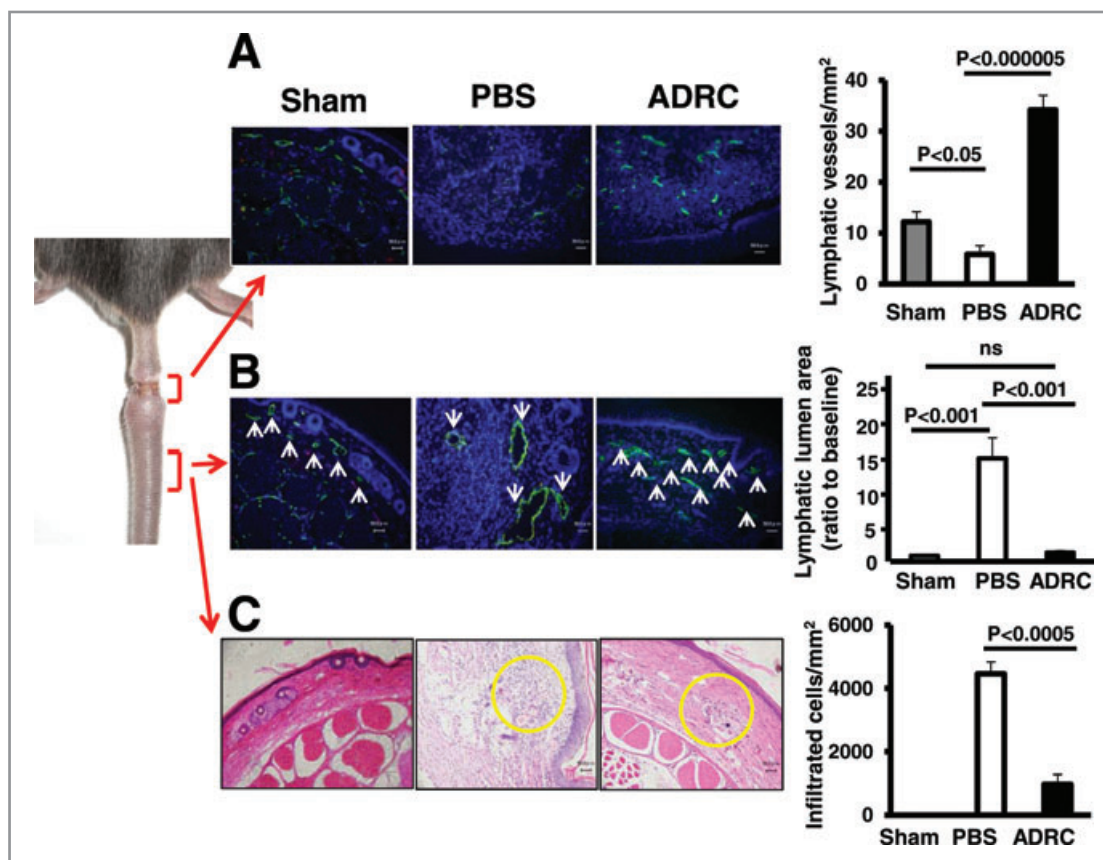 A
Sham PBS ADRC
P<0.000005
P<0.05
Lymphatic vessels/mm²
40
30
20
10
0
Sham PBS ADRC
B
ns
P<0.001
P<0.001
Lymphatic lumen area
(ratio to baseline)
25
20
15
10
5
0
Sham PBS ADRC
C
P<0.0005
Infiltrated cells/mm²
6000
4000
2000
0
Sham PBS ADRC